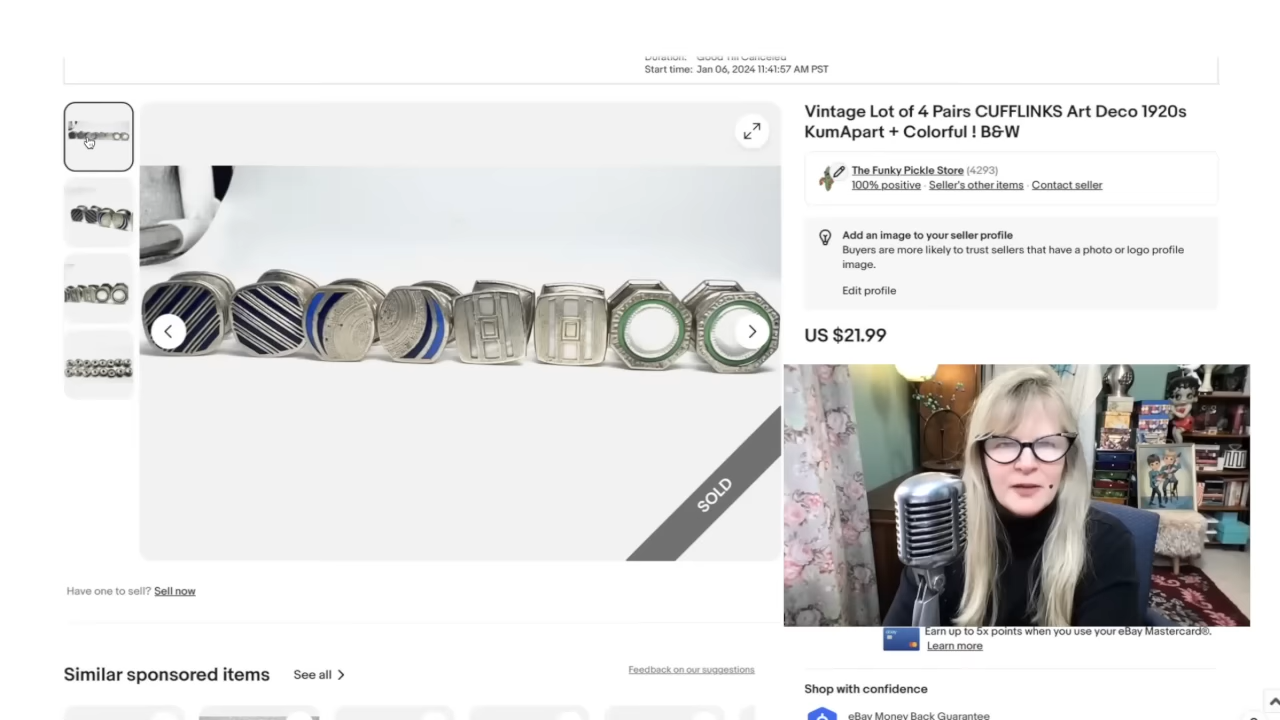 Duration: Good 'Till Canceled
Start time: Jan 06, 2024 11:41:57 AM PST
Vintage Lot of 4 Pairs CUFFLINKS Art Deco 1920s
KumApart + Colorful ! B&W
The Funky Pickle Store (4293)
100% positive · Seller's other items · Contact seller
Add an image to your seller profile
Buyers are more likely to trust sellers that have a photo or logo profile
image.
Edit profile
US $21.99
SOLD
Have one to sell? Sell now
Earn up to 5x points when you use your eBay Mastercard®.
Learn more
Similar sponsored items See all
Feedback on our suggestions
Shop with confidence
eBay Money Back Guarantee